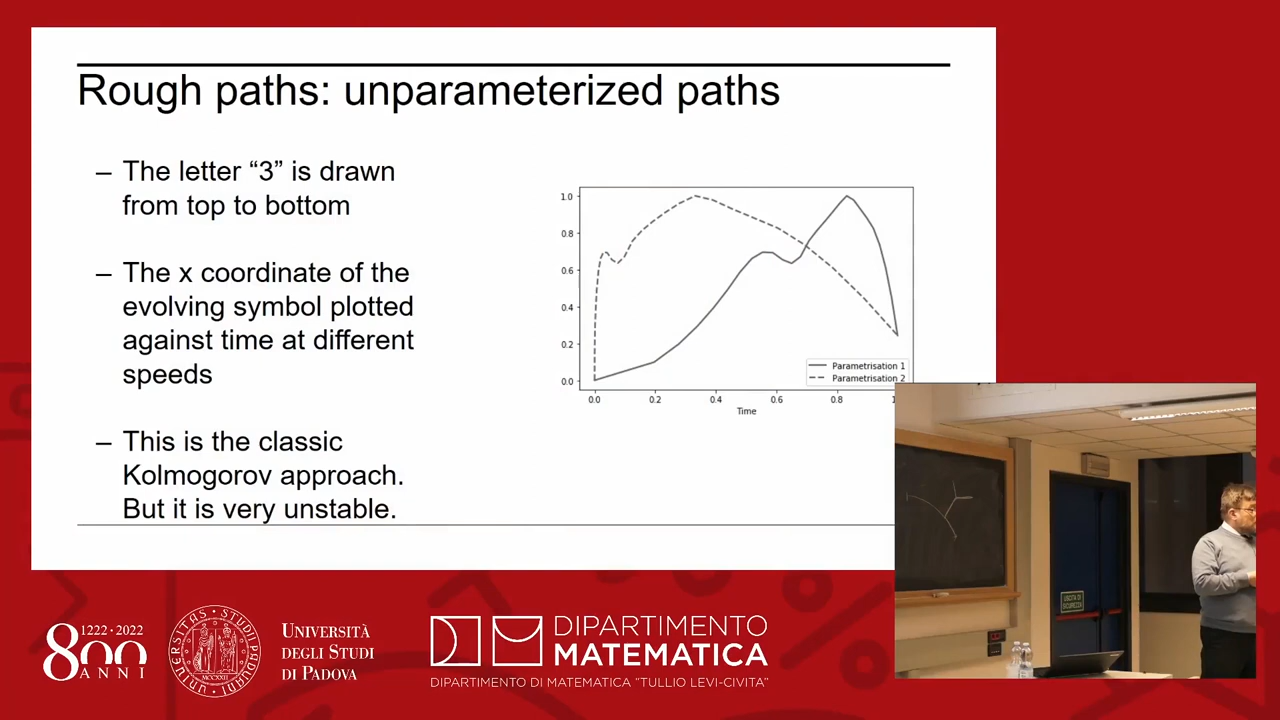 Rough paths: unparameterized paths
– The letter “3” is drawn
from top to bottom
– The x coordinate of the
evolving symbol plotted
against time at different
speeds
– This is the classic
Kolmogorov approach.
But it is very unstable.
1.0
0.8
0.6
0.4
0.2
0.0
0.0 0.2 0.4 0.6 0.8
Time
Parametrisation 1
Parametrisation 2
USCITA DI
SICUREZZA
1222·2022
800
ANNI
UNIVERSITÀ
DEGLI STUDI
DI PADOVA
DIPARTIMENTO
MATEMATICA
DIPARTIMENTO DI MATEMATICA “TULLIO LEVI-CIVITA”